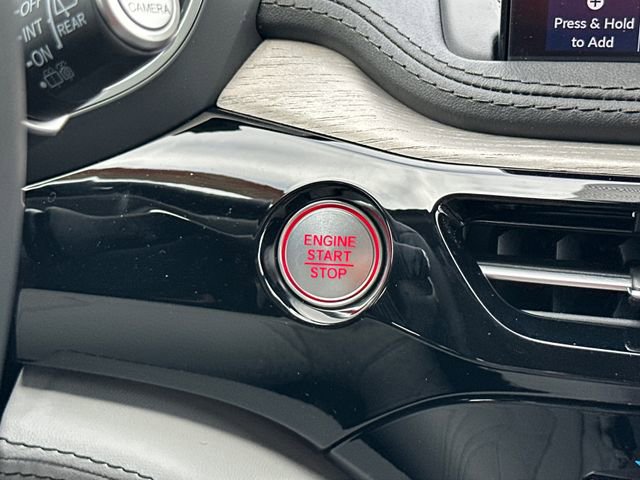 OFF
INT
ON
REAR
CAMERA
Press & Hold
to Add
ENGINE
START
STOP